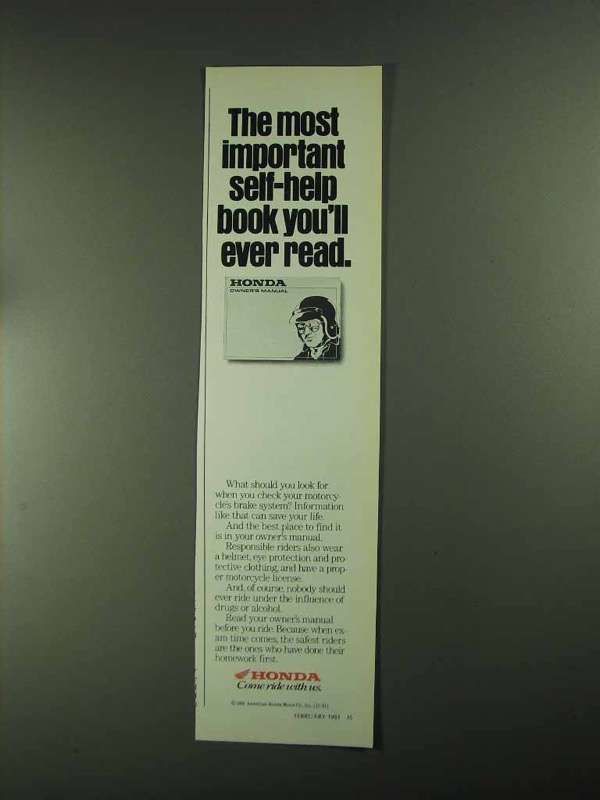 The most
important
self-help
book you'll
ever read.
HONDA
OWNER'S MANUAL
What should you look for
when you check your motorcy-
cle's brake system? Information
like that can save your life.
And the best place to find it
is in your owner's manual.
Responsible riders also wear
a helmet, eye protection and pro
tective clothing, and have a prop
er motorcycle license.
And, of course, nobody should
ever ride under the influence of
drugs or alcohol.
Read your owner's manual
before you ride. Because when ex
am time comes, the safest riders
are the ones who have done their
homework first.
HONDA
Come ride with us.
American Honda Motor Co., Inc.
FEBRUARY 1991